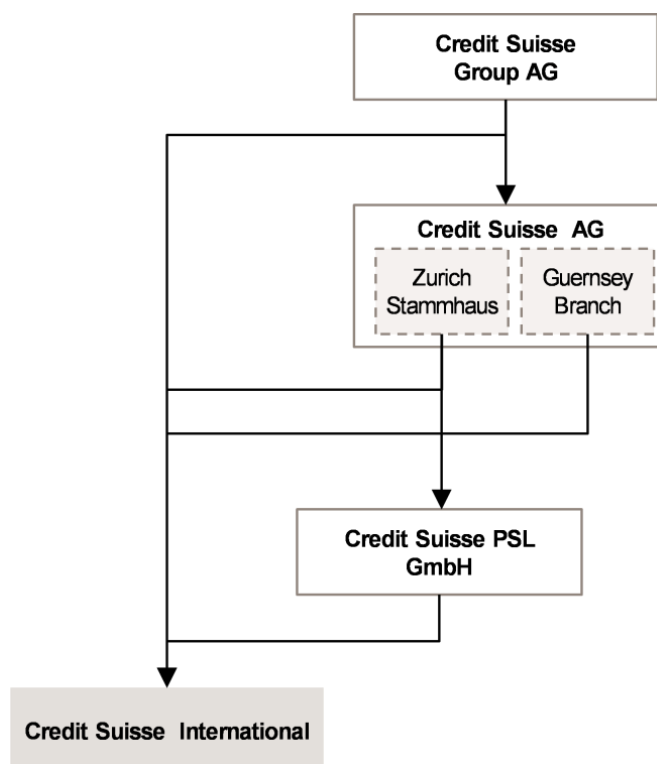 Credit Suisse
Group AG
Credit Suisse AG
Zurich
Stammhaus
Guernsey
Branch
Credit Suisse PSL
GmbH
Credit Suisse International